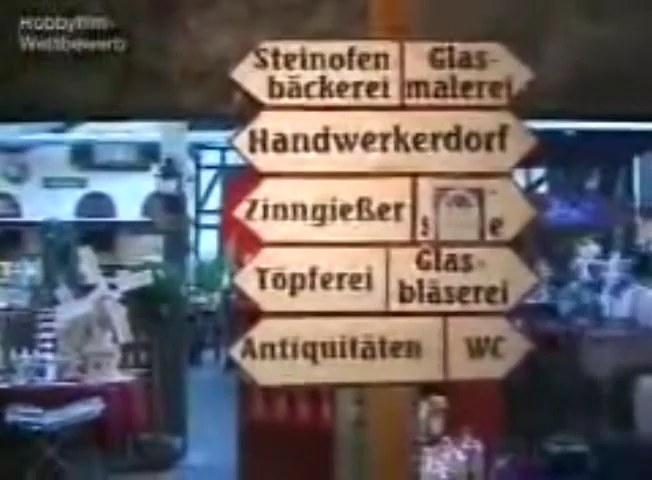 Hobbyfilm-
Wettbewerb
Steinofen
bäckerei
Glas-
malerei
Handwerkerdorf
Zinngießer
Töpferei
Glas-
bläserei
Antiquitäten
WC